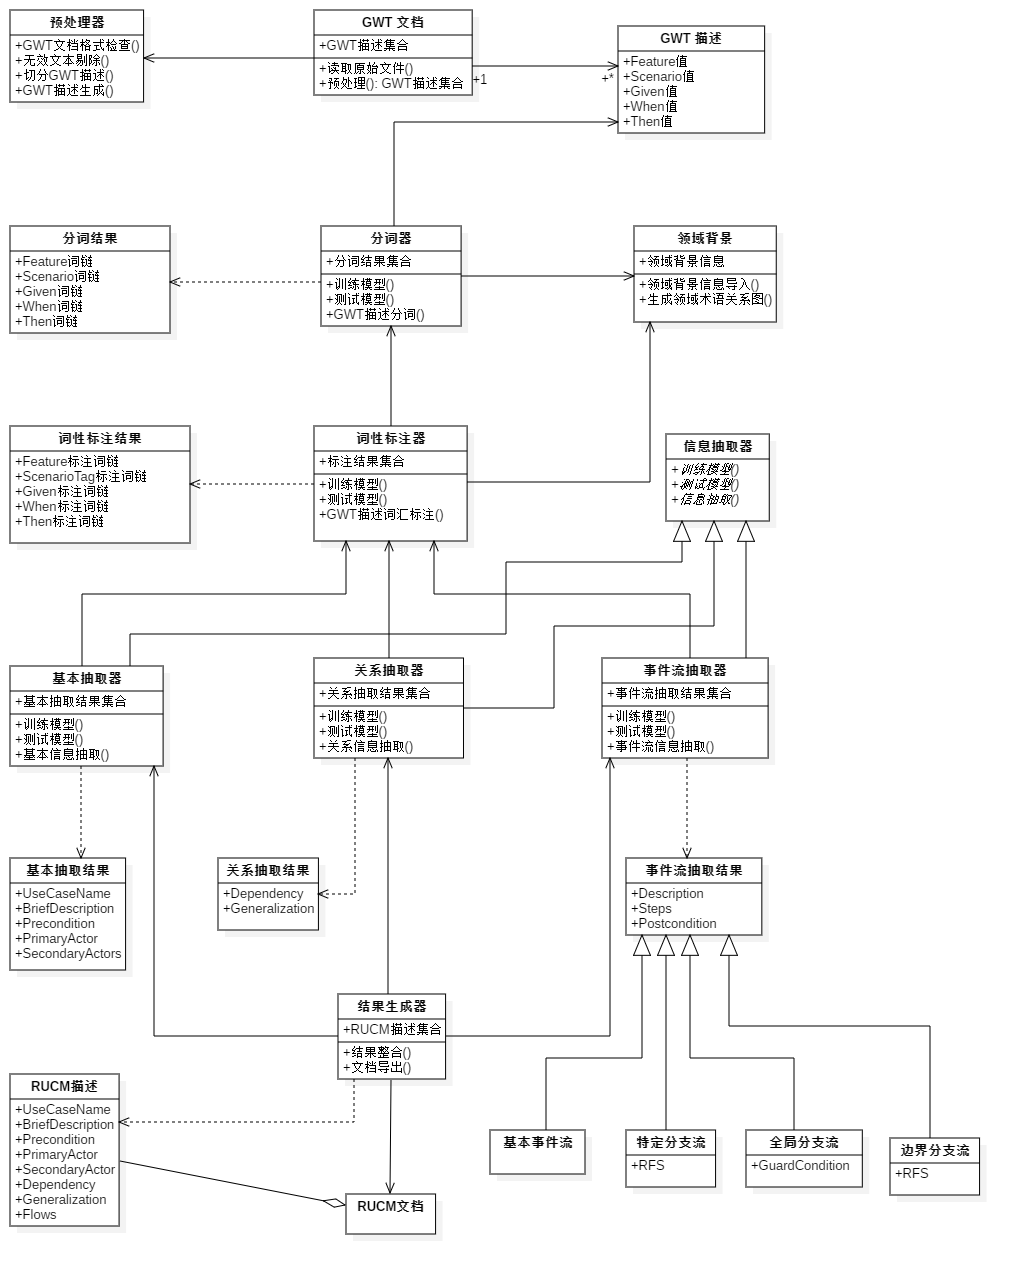 预处理器
+GWT文档格式检查()
+无效文本剔除()
+切分GWT描述()
+GWT描述生成()
GWT 文档
+GWT描述集合
+读取原始文件()
+预处理(): GWT描述集合
+1
+*
GWT 描述
+Feature值
+Scenario值
+Given值
+When值
+Then值
分词结果
+Feature词链
+Scenario词链
+Given词链
+When词链
+Then词链
分词器
+分词结果集合
+训练模型()
+测试模型()
+GWT描述分词()
领域背景
+领域背景信息
+领域背景信息导入()
+生成领域术语关系图()
词性标注结果
+Feature标注词链
+ScenarioTag标注词链
+Given标注词链
+When标注词链
+Then标注词链
词性标注器
+标注结果集合
+训练模型()
+测试模型()
+GWT描述词汇标注()
信息抽取器
+训练模型()
+测试模型()
+信息抽取()
基本抽取器
+基本抽取结果集合
+训练模型()
+测试模型()
+基本信息抽取()
关系抽取器
+关系抽取结果集合
+训练模型()
+测试模型()
+关系信息抽取()
事件流抽取器
+事件流抽取结果集合
+训练模型()
+测试模型()
+事件流信息抽取()
基本抽取结果
+UseCaseName
+BriefDescription
+Precondition
+PrimaryActor
+SecondaryActors
关系抽取结果
+Dependency
+Generalization
事件流抽取结果
+Description
+Steps
+Postcondition
结果生成器
+RUCM描述集合
+结果整合()
+文档导出()
RUCM描述
+UseCaseName
+BriefDescription
+Precondition
+PrimaryActor
+SecondaryActor
+Dependency
+Generalization
+Flows
RUCM文档
基本事件流
特定分支流
+RFS
全局分支流
+GuardCondition
边界分支流
+RFS